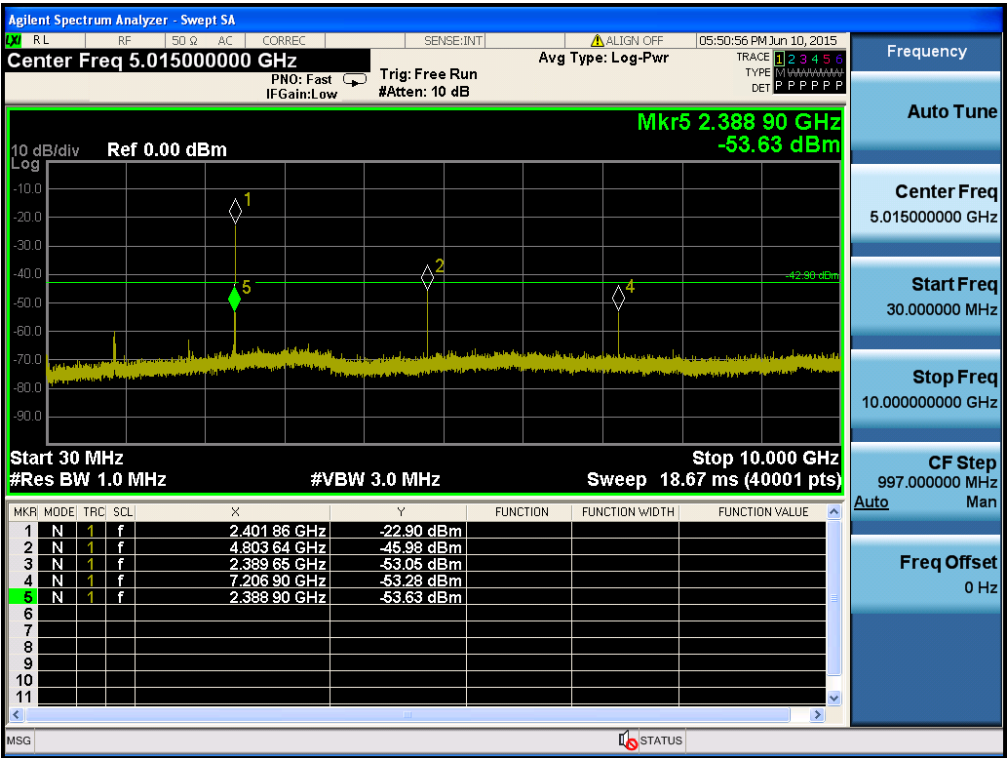 Agilent Spectrum Analyzer - Swept SA
LXI RL RF 50 Ω AC CORREC SENSE:INT ALIGN OFF 05:50:56 PM Jun 10, 2015
Center Freq 5.015000000 GHz
Avg Type: Log-Pwr
TRACE 1 2 3 4 5 6
TYPE M W W W W W
DET P P P P P P
PNO: Fast
IFGain:Low
Trig: Free Run
#Atten: 10 dB
Mkr5 2.388 90 GHz
-53.63 dBm
10 dB/div
Log
Ref 0.00 dBm
-10.0
-20.0
-30.0
-40.0
-50.0
-60.0
-70.0
-80.0
-90.0
1
2
4
5
-42.90 dBm
Start 30 MHz
Stop 10.000 GHz
#Res BW 1.0 MHz
#VBW 3.0 MHz
Sweep 18.67 ms (40001 pts)
MKR MODE TRC SCL X Y FUNCTION FUNCTION WIDTH FUNCTION VALUE
1 N 1 f 2.401 86 GHz -22.90 dBm
2 N 1 f 4.803 64 GHz -45.98 dBm
3 N 1 f 2.389 65 GHz -53.05 dBm
4 N 1 f 7.206 90 GHz -53.28 dBm
5 N 1 f 2.388 90 GHz -53.63 dBm
6
7
8
9
10
11
MSG
STATUS
Frequency
Auto Tune
Center Freq
5.015000000 GHz
Start Freq
30.000000 MHz
Stop Freq
10.000000000 GHz
CF Step
997.000000 MHz
Auto Man
Freq Offset
0 Hz